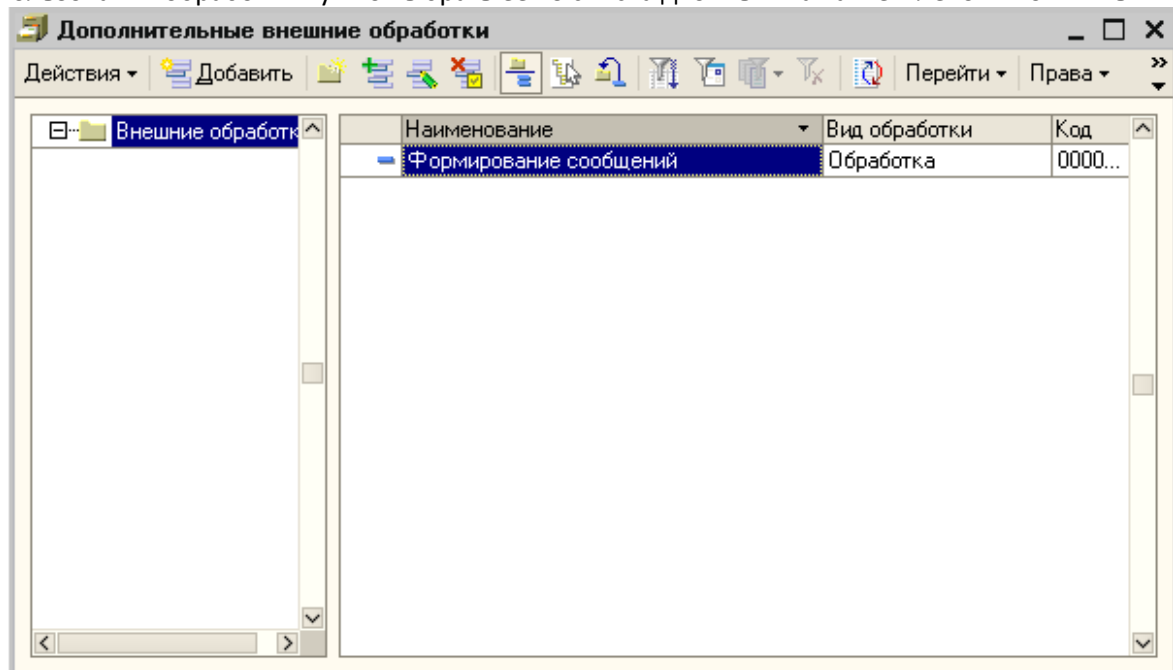 Дополнительные внешние обработки
Действия Добавить Перейти Права
Внешние обработк
Наименование Вид обработки Код
Формирование сообщений Обработка 0000...